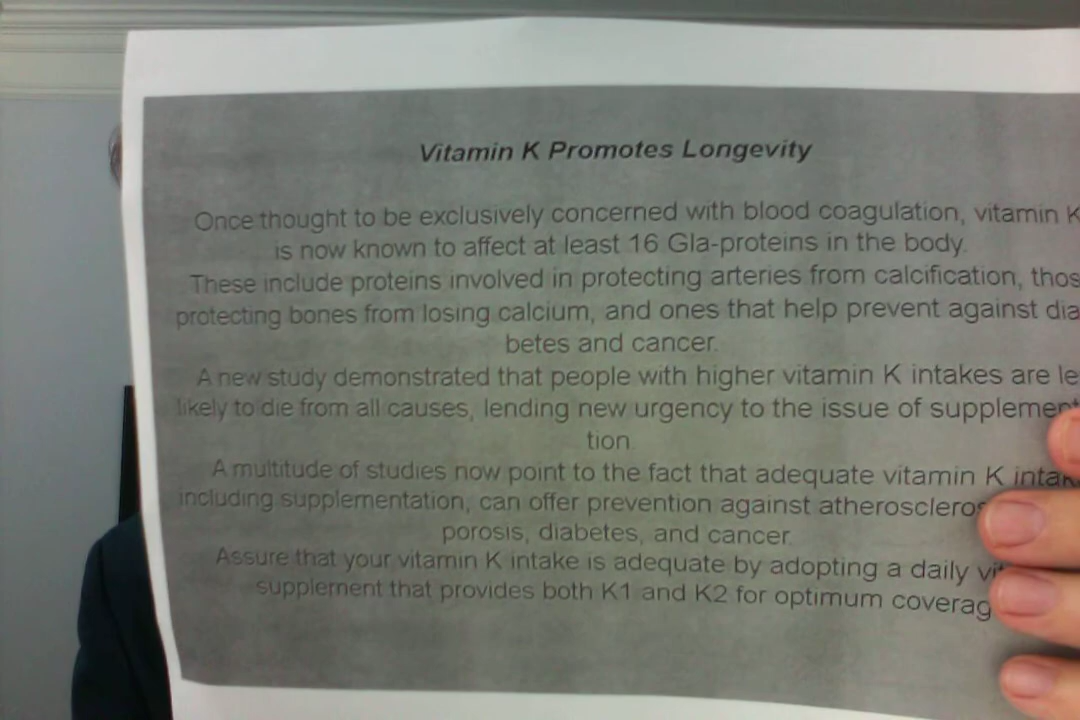 Vitamin K Promotes Longevity
Once thought to be exclusively concerned with blood coagulation, vitamin K
is now known to affect at least 16 Gla-proteins in the body.
These include proteins involved in protecting arteries from calcification, thos
protecting bones from losing calcium, and ones that help prevent against dia
betes and cancer.
A new study demonstrated that people with higher vitamin K intakes are le
likely to die from all causes, lending new urgency to the issue of supplement
tion
A multitude of studies now point to the fact that adequate vitamin K intak
including supplementation, can offer prevention against atheroscleros
porosis, diabetes, and cancer.
Assure that your vitamin K intake is adequate by adopting a daily vi
supplement that provides both K1 and K2 for optimum coverag